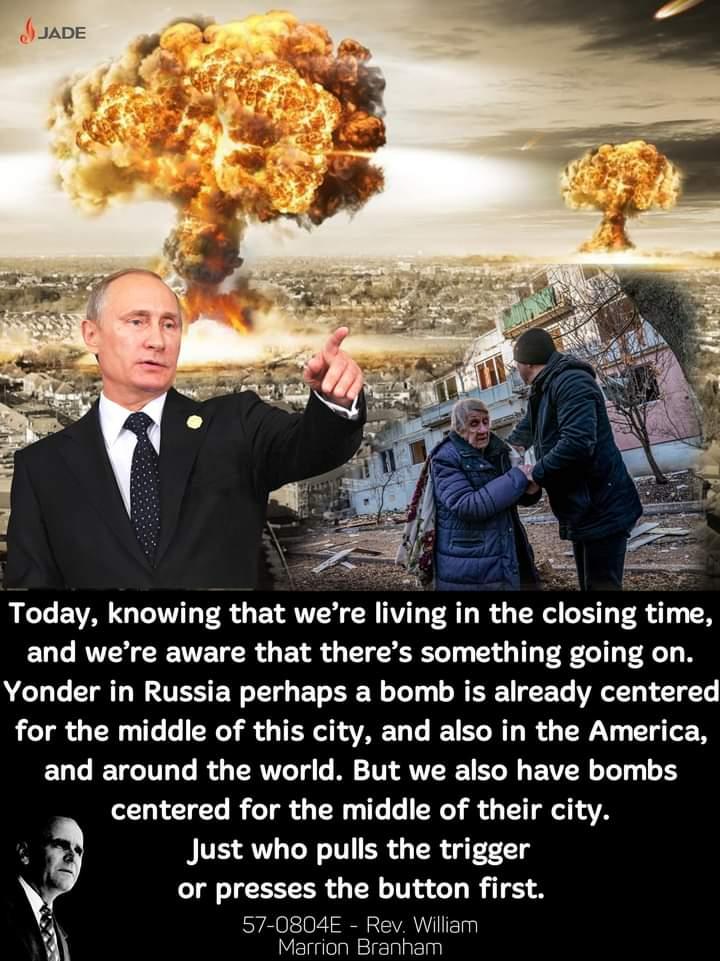 JADE
Today, knowing that we're living in the closing time,
and we're aware that there's something going on.
Yonder in Russia perhaps a bomb is already centered
for the middle of this city, and also in the America,
and around the world. But we also have bombs
centered for the middle of their city.
Just who pulls the trigger
or presses the button first.
57-0804E - Rev. William
Marrion Branham